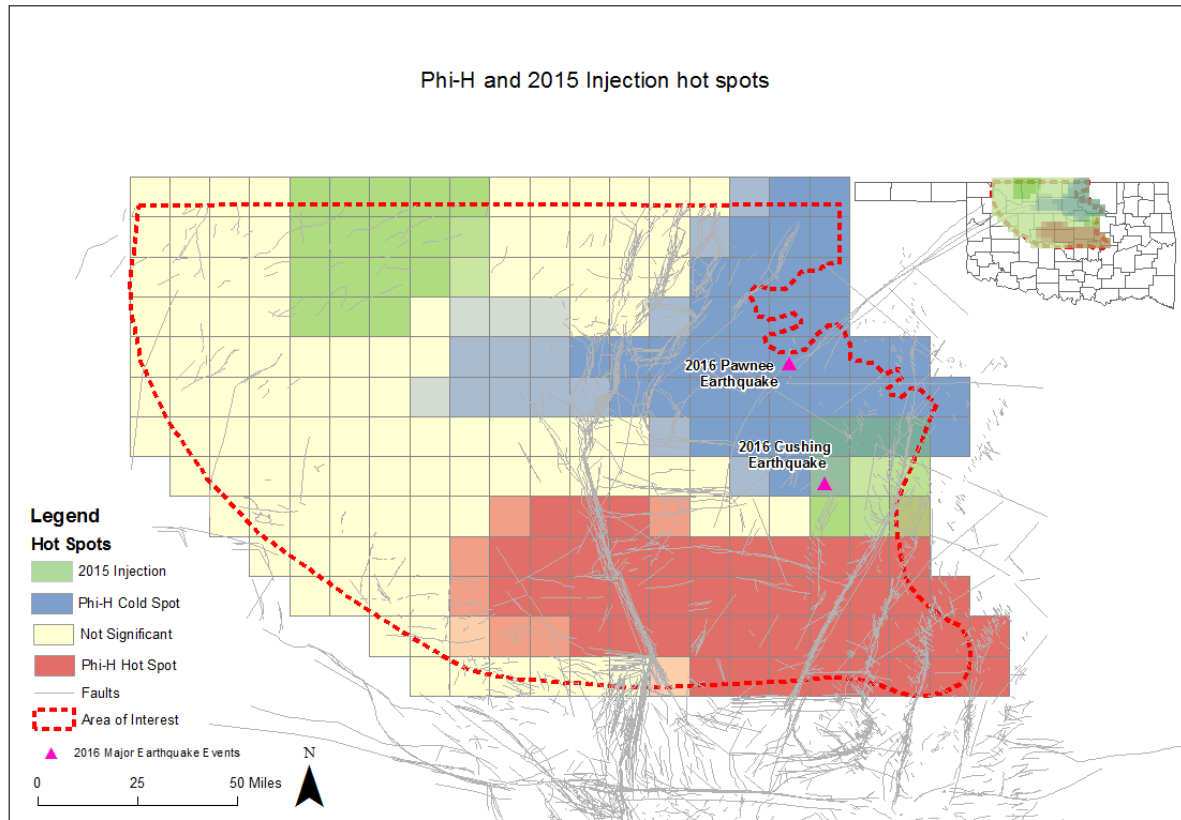 Phi-H and 2015 Injection hot spots
2016 Pawnee
Earthquake
2016 Cushing
Earthquake
Legend
Hot Spots
2015 Injection
Phi-H Cold Spot
Not Significant
Phi-H Hot Spot
Faults
Area of Interest
2016 Major Earthquake Events
N
0 25 50 Miles